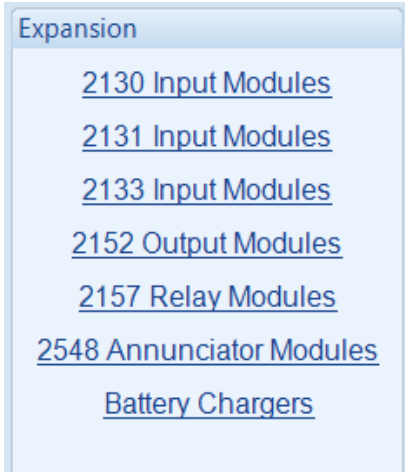 Expansion
2130 Input Modules
2131 Input Modules
2133 Input Modules
2152 Output Modules
2157 Relay Modules
2548 Annunciator Modules
Battery Chargers